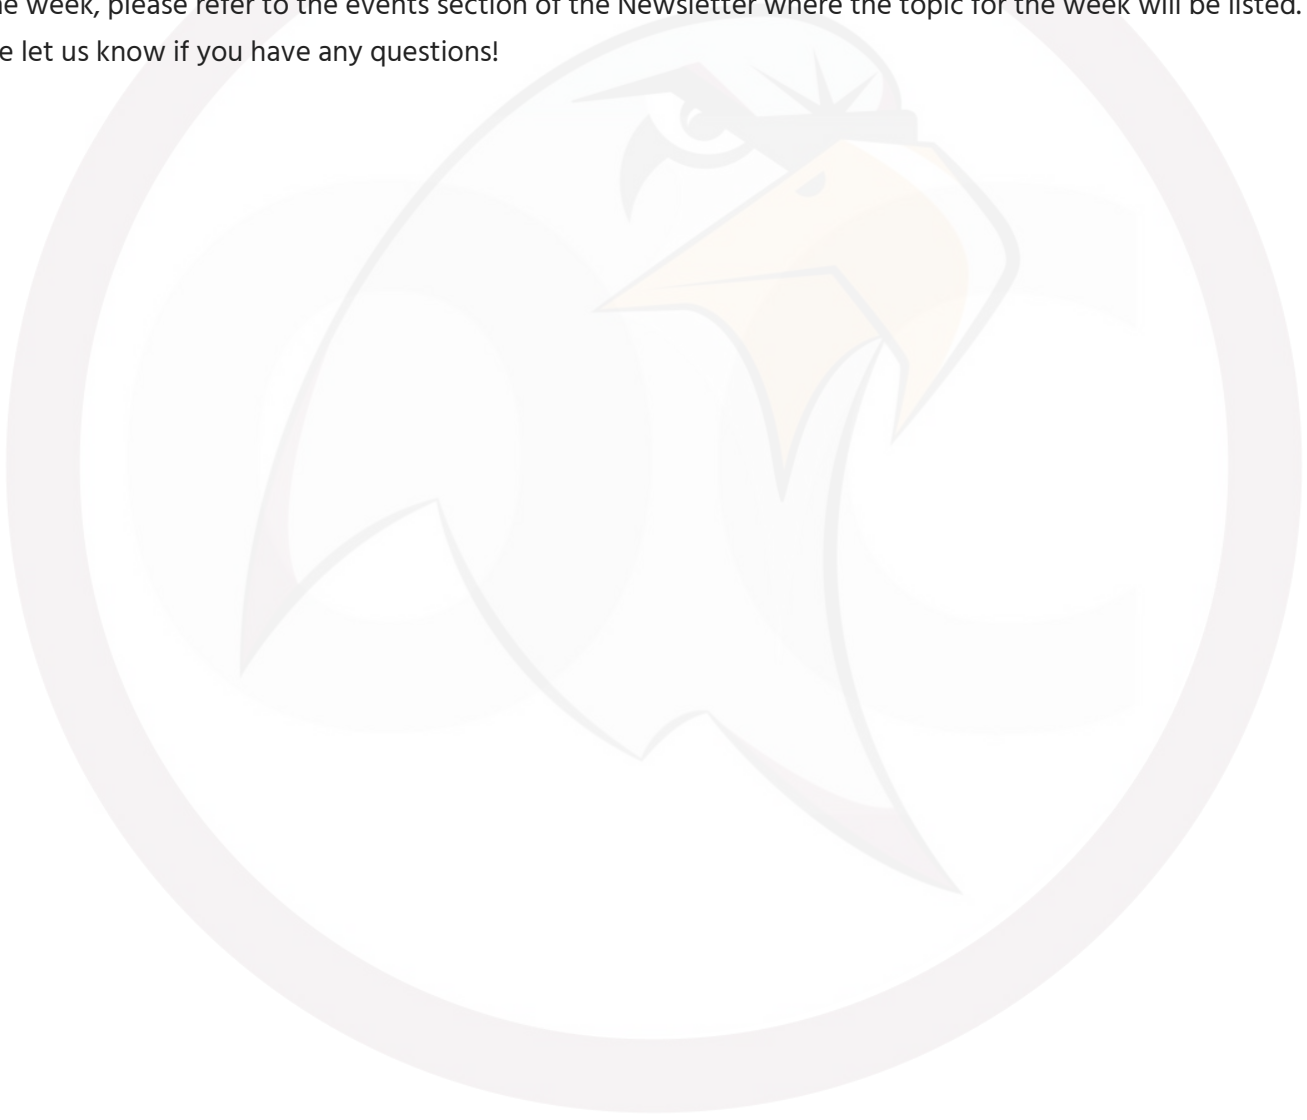 he week, please refer to the events section of the Newsletter where the topic for the week will be listed.
e let us know if you have any questions!
OC